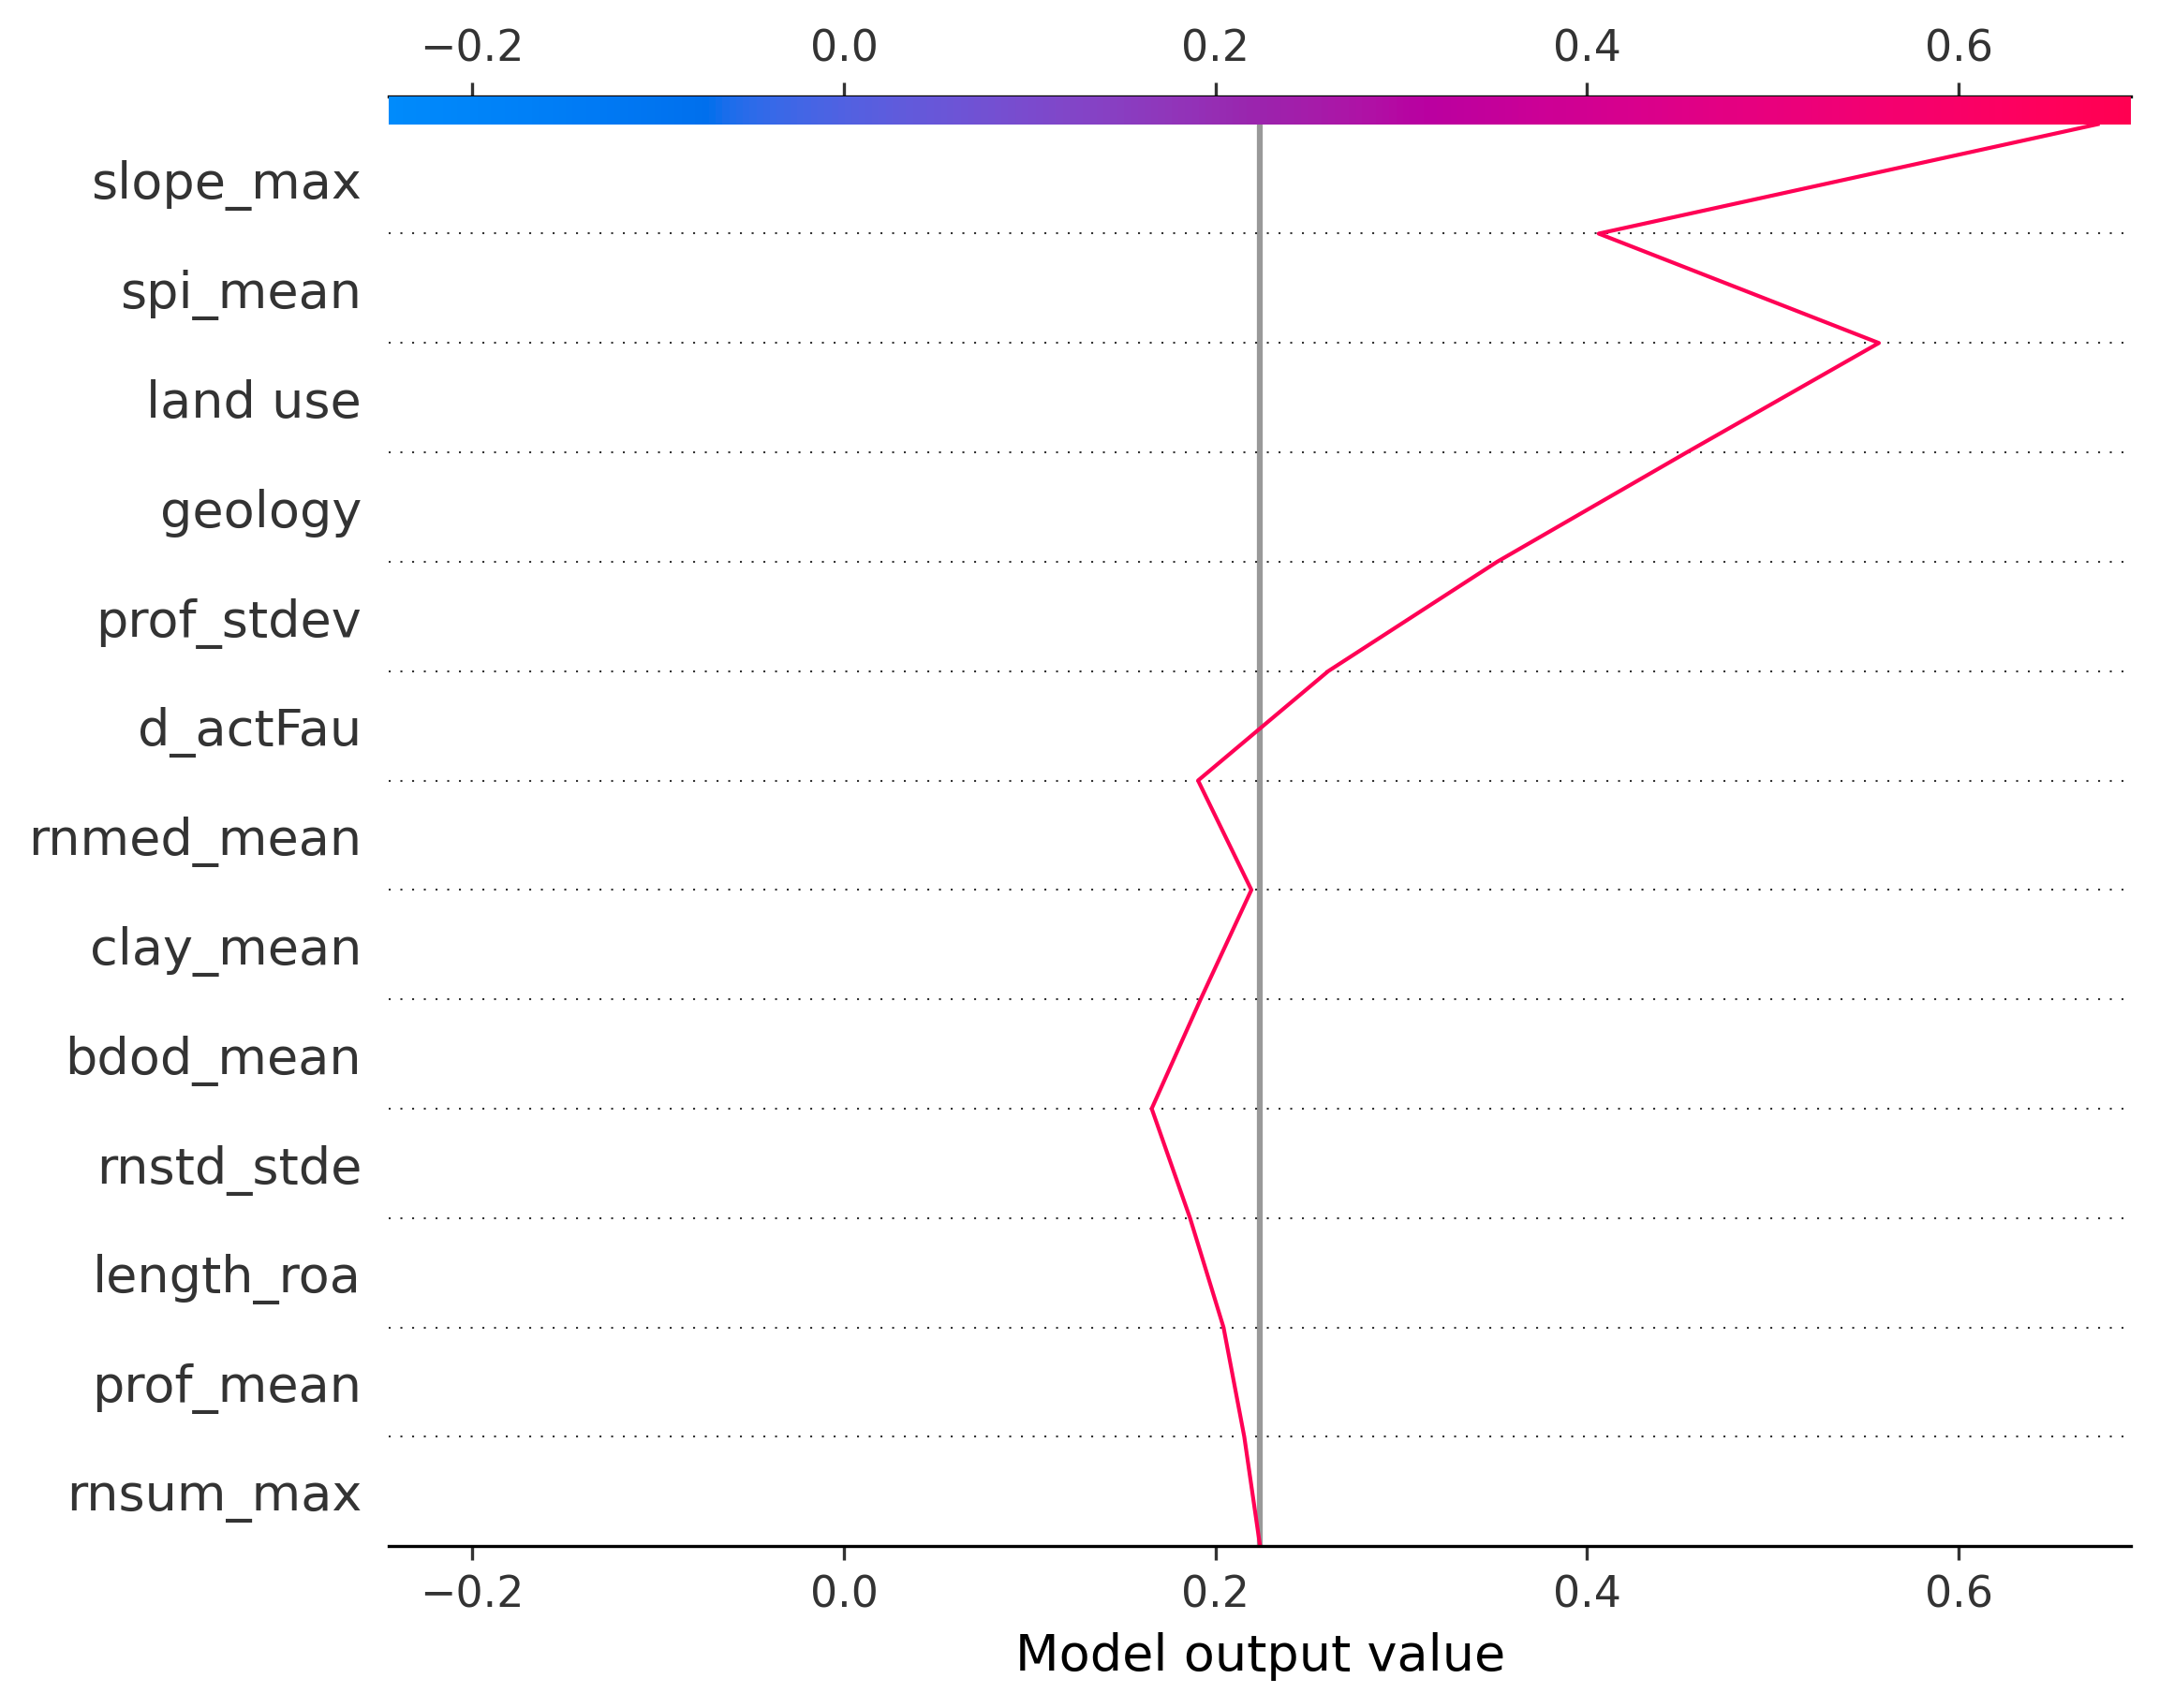 −0.2 0.0 0.2 0.4 0.6
slope_max
spi_mean
land use
geology
prof_stdev
d_actFau
rnmed_mean
clay_mean
bdod_mean
rnstd_stde
length_roa
prof_mean
rnsum_max
−0.2 0.0 0.2 0.4 0.6
Model output value